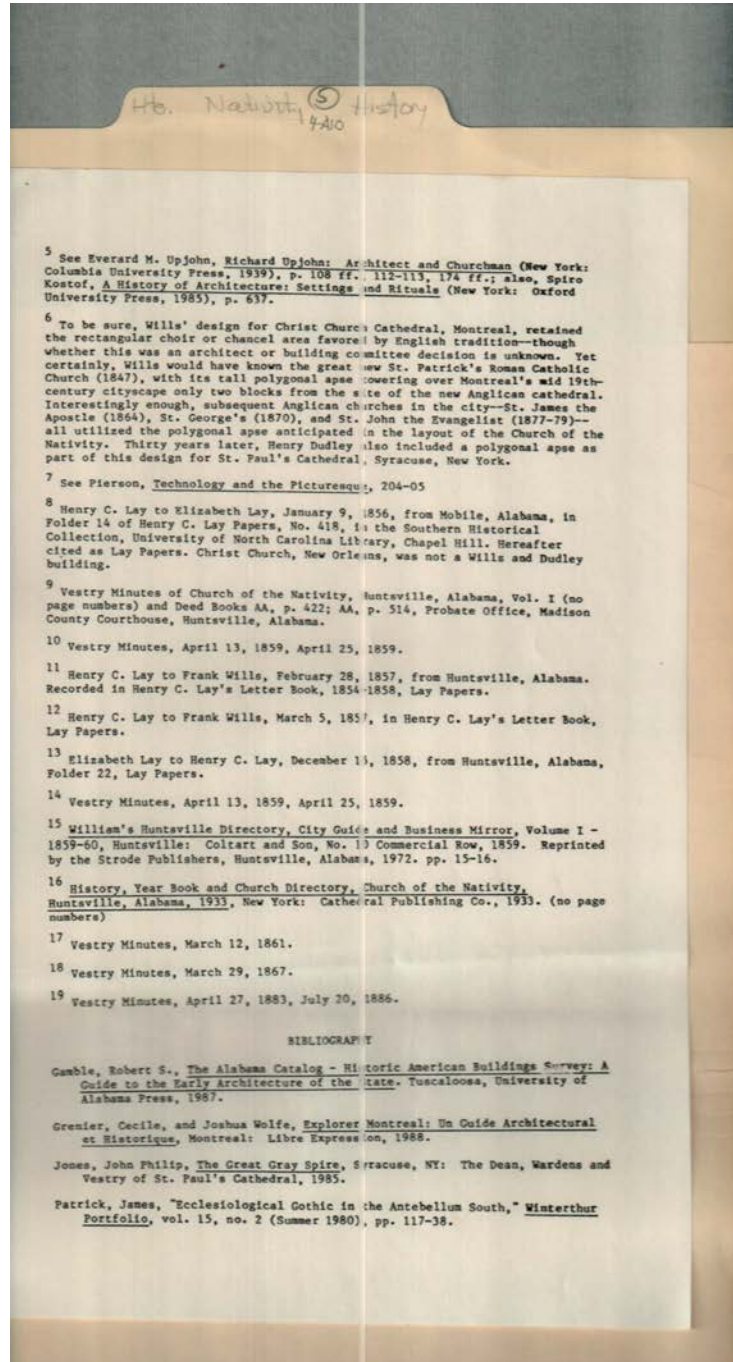 Hb. Nativity History
5
4A10
5 See Everard M. Upjohn, Richard Upjohn: Architect and Churchman (New York:
Columbia University Press, 1939), p. 108 ff., 112-113, 174 ff.; also, Spiro
Kostof, A History of Architecture: Settings and Rituals (New York: Oxford
University Press, 1985), p. 637.
6 To be sure, Wills' design for Christ Church Cathedral, Montreal, retained
the rectangular choir or chancel area favored by English tradition--though
whether this was an architect or building committee decision is unknown. Yet
certainly, Wills would have known the great new St. Patrick's Roman Catholic
Church (1847), with its tall polygonal apse towering over Montreal's mid 19th-
century cityscape only two blocks from the site of the new Anglican cathedral.
Interestingly enough, subsequent Anglican churches in the city--St. James the
Apostle (1864), St. George's (1870), and St. John the Evangelist (1877-79)--
all utilized the polygonal apse anticipated in the layout of the Church of the
Nativity. Thirty years later, Henry Dudley also included a polygonal apse as
part of this design for St. Paul's Cathedral, Syracuse, New York.
7 See Pierson, Technology and the Picturesque, 204-05
8 Henry C. Lay to Elizabeth Lay, January 9, 1856, from Mobile, Alabama, in
Folder 14 of Henry C. Lay Papers, No. 418, in the Southern Historical
Collection, University of North Carolina Library, Chapel Hill. Hereafter
cited as Lay Papers. Christ Church, New Orleans, was not a Wills and Dudley
building.
9 Vestry Minutes of Church of the Nativity, Huntsville, Alabama, Vol. I (no
page numbers) and Deed Books AA, p. 422; AA, p. 514, Probate Office, Madison
County Courthouse, Huntsville, Alabama.
10 Vestry Minutes, April 13, 1859, April 25, 1859.
11 Henry C. Lay to Frank Wills, February 28, 1857, from Huntsville, Alabama.
Recorded in Henry C. Lay's Letter Book, 1854-1858, Lay Papers.
12 Henry C. Lay to Frank Wills, March 5, 1857, in Henry C. Lay's Letter Book,
Lay Papers.
13 Elizabeth Lay to Henry C. Lay, December 15, 1858, from Huntsville, Alabama,
Folder 22, Lay Papers.
14 Vestry Minutes, April 13, 1859, April 25, 1859.
15 William's Huntsville Directory, City Guide and Business Mirror, Volume I -
1859-60, Huntsville: Coltart and Son, No. 10 Commercial Row, 1859. Reprinted
by the Strode Publishers, Huntsville, Alabama, 1972. pp. 15-16.
16 History, Year Book and Church Directory, Church of the Nativity,
Huntsville, Alabama, 1933, New York: Cathedral Publishing Co., 1933. (no page
numbers)
17 Vestry Minutes, March 12, 1861.
18 Vestry Minutes, March 29, 1867.
19 Vestry Minutes, April 27, 1883, July 20, 1886.
BIBLIOGRAPHY
Gamble, Robert S., The Alabama Catalog - Historic American Buildings Survey: A
Guide to the Early Architecture of the State. Tuscaloosa, University of
Alabama Press, 1987.
Grenier, Cecile, and Joshua Wolfe, Explorer Montreal: Un Guide Architectural
et Historique, Montreal: Libre Expression, 1988.
Jones, John Philip, The Great Gray Spire, Syracuse, NY: The Dean, Wardens and
Vestry of St. Paul's Cathedral, 1985.
Patrick, James, "Ecclesiological Gothic in the Antebellum South," Winterthur
Portfolio, vol. 15, no. 2 (Summer 1980), pp. 117-38.